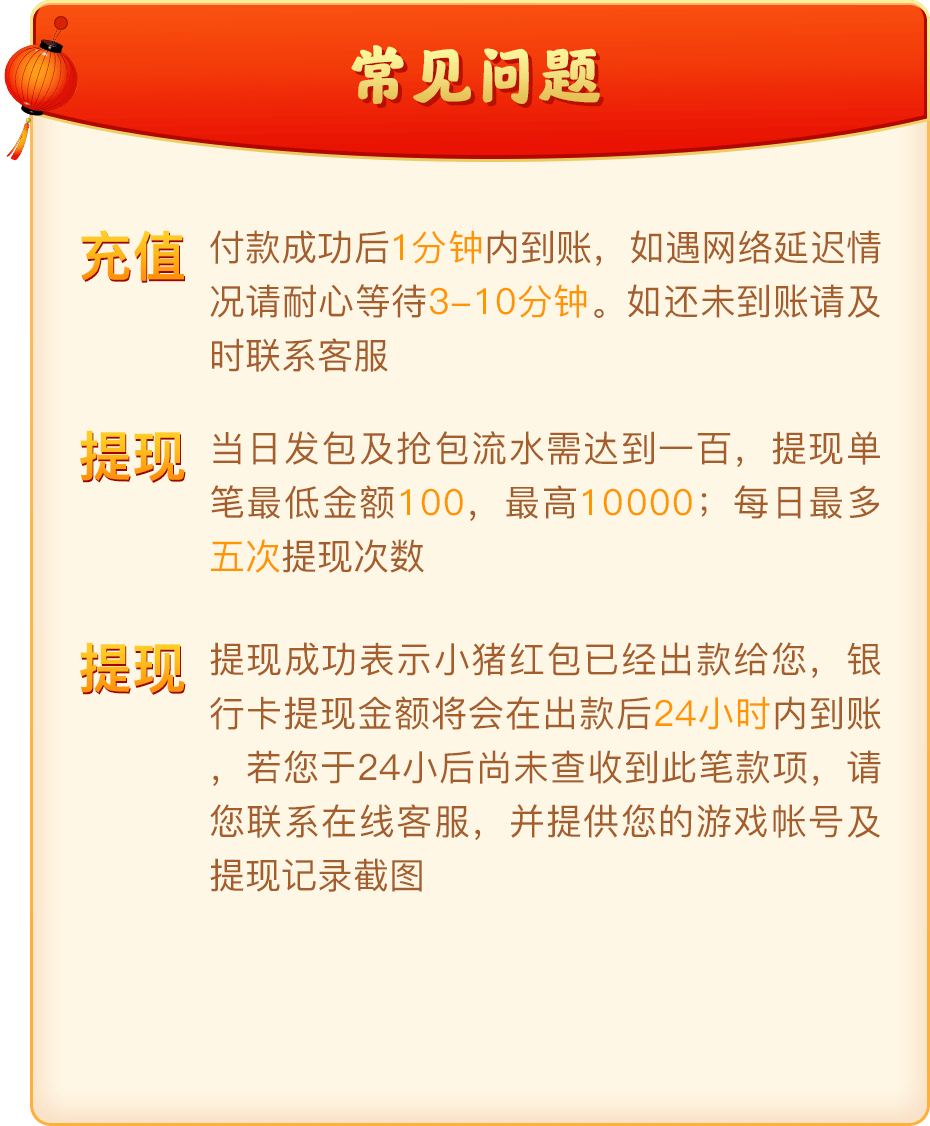 常见问题
充值
付款成功后1分钟内到账，如遇网络延迟情
况请耐心等待3-10分钟。如还未到账请及
时联系客服
提现
当日发包及抢包流水需达到一百，提现单
笔最低金额100，最高10000；每日最多
五次提现次数
提现
提现成功表示小猪红包已经出款给您，银
行卡提现金额将会在出款后24小时内到账
，若您于24小后尚未查收到此笔款项，请
您联系在线客服，并提供您的游戏帐号及
提现记录截图